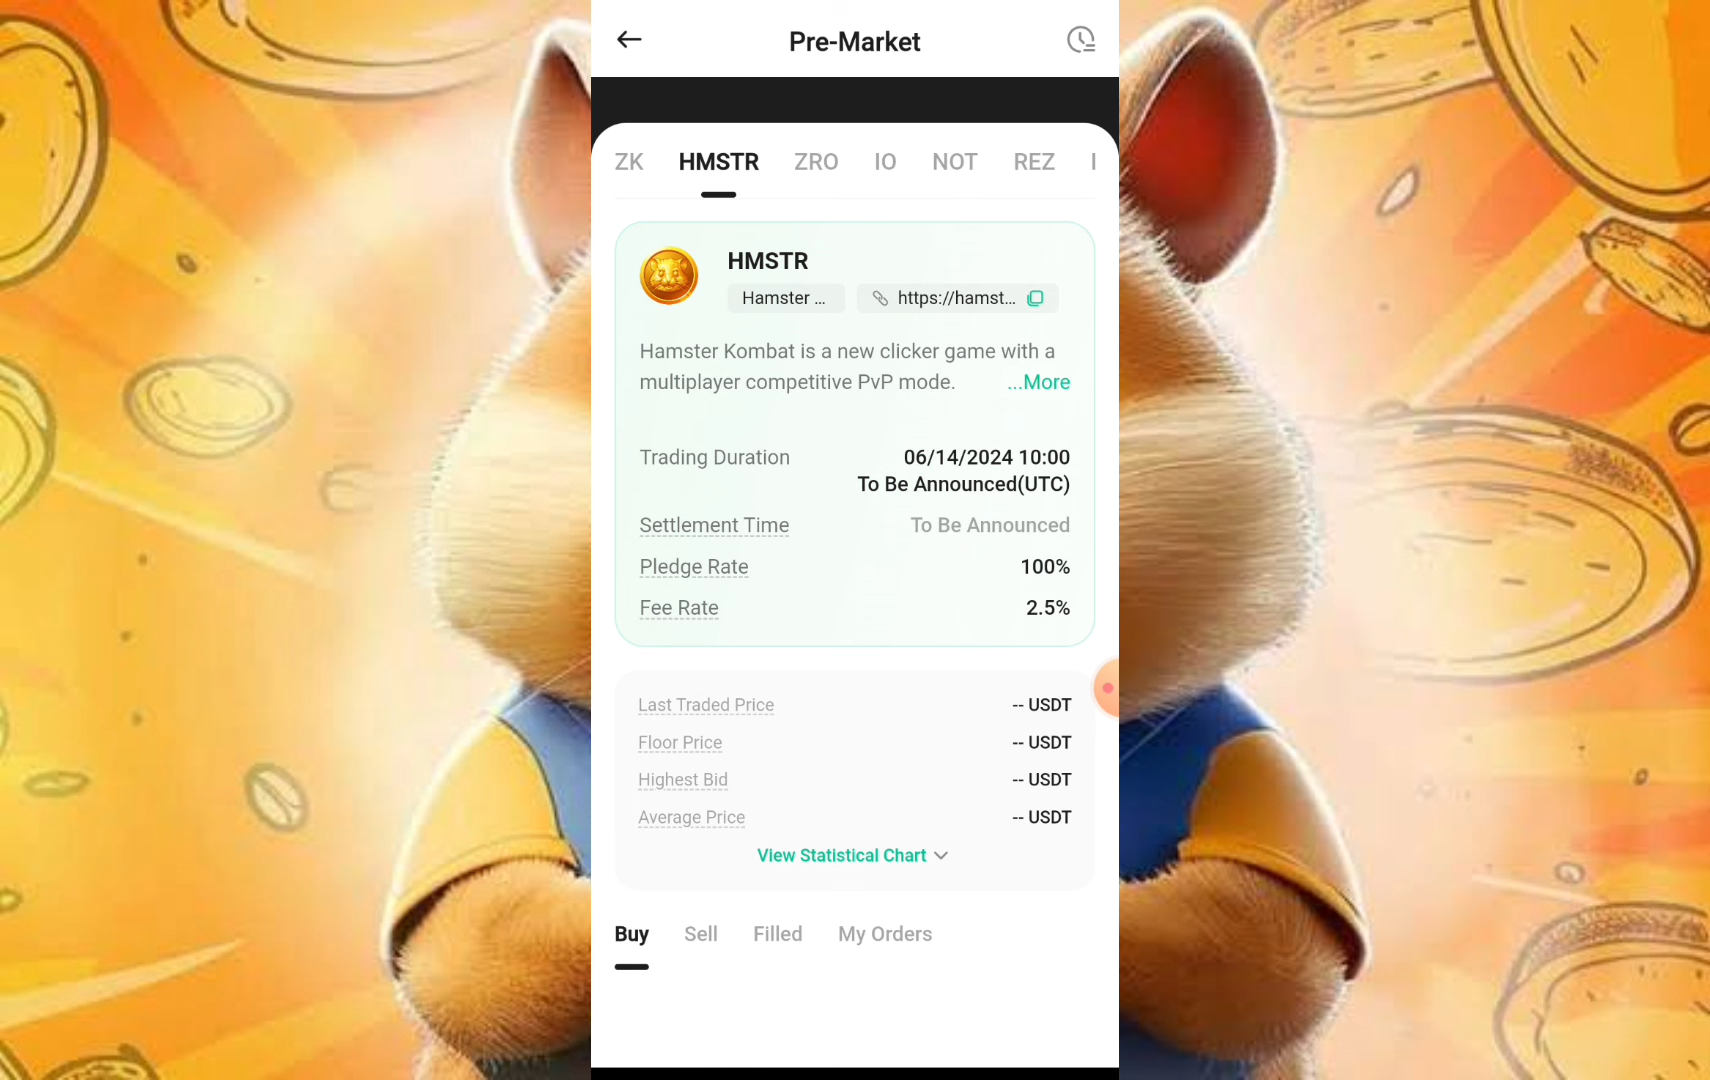 Pre-Market
ZK HMSTR ZRO IO NOT REZ
HMSTR
Hamster ... https://hamst...
Hamster Kombat is a new clicker game with a
multiplayer competitive PvP mode. ...More
Trading Duration 06/14/2024 10:00
To Be Announced(UTC)
Settlement Time To Be Announced
Pledge Rate 100%
Fee Rate 2.5%
Last Traded Price -- USDT
Floor Price -- USDT
Highest Bid -- USDT
Average Price -- USDT
View Statistical Chart
Buy Sell Filled My Orders